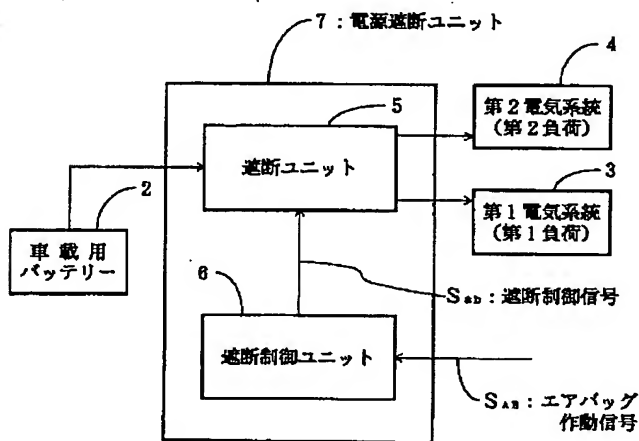 7：電源遮断ユニット
4
第2電気系統
(第2負荷)
5
遮断ユニット
3
第1電気系統
(第1負荷)
2
車載用
バッテリー
6
Sab：遮断制御信号
遮断制御ユニット
SAB：エアバッグ
作動信号